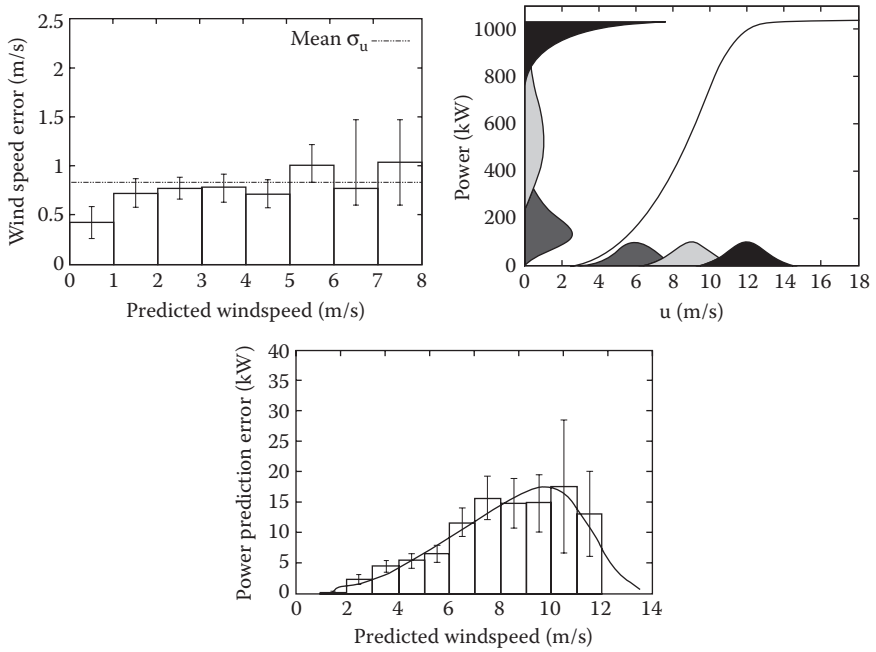 2.5
2
1.5
1
0.5
0
Wind speed error (m/s)
Mean σu
0 1 2 3 4 5 6 7 8
Predicted windspeed (m/s)
1000
800
600
400
200
0
Power (kW)
0 2 4 6 8 10 12 14 16 18
u (m/s)
40
35
30
25
20
15
10
5
0
Power prediction error (kW)
0 2 4 6 8 10 12 14
Predicted windspeed (m/s)